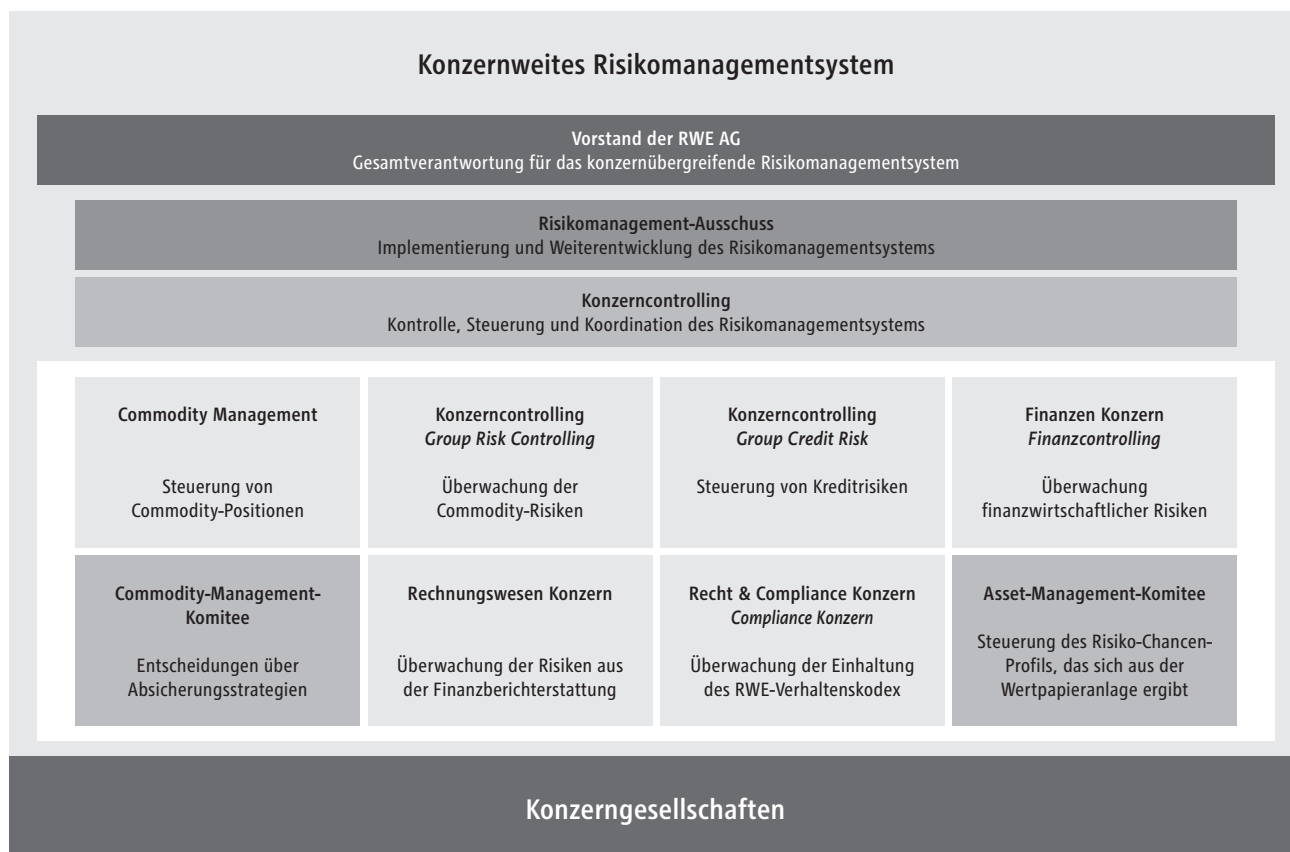 Konzernweites Risikomanagementsystem
Vorstand der RWE AG
Gesamtverantwortung für das konzernübergreifende Risikomanagementsystem
Risikomanagement-Ausschuss
Implementierung und Weiterentwicklung des Risikomanagementsystems
Konzerncontrolling
Kontrolle, Steuerung und Koordination des Risikomanagementsystems
Commodity Management
Steuerung von
Commodity-Positionen
Konzerncontrolling
Group Risk Controlling
Überwachung der
Commodity-Risiken
Konzerncontrolling
Group Credit Risk
Steuerung von Kreditrisiken
Finanzen Konzern
Finanzcontrolling
Überwachung
finanzwirtschaftlicher Risiken
Commodity-Management-
Komitee
Entscheidungen über
Absicherungsstrategien
Rechnungswesen Konzern
Überwachung der Risiken aus
der Finanzberichterstattung
Recht & Compliance Konzern
Compliance Konzern
Überwachung der Einhaltung
des RWE-Verhaltenskodex
Asset-Management-Komitee
Steuerung des Risiko-Chancen-
Profils, das sich aus der
Wertpapieranlage ergibt
Konzerngesellschaften